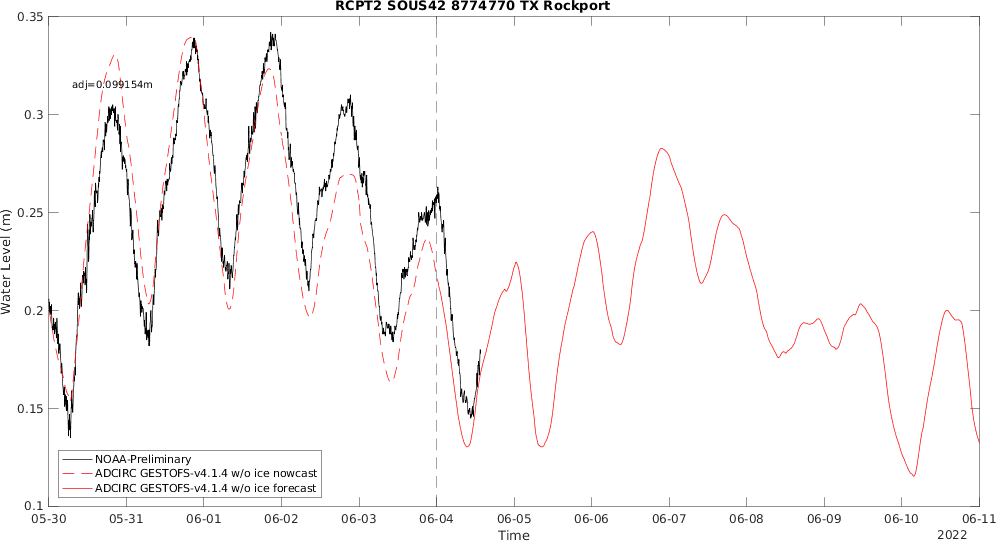 RCPT2 SOUS42 8774770 TX Rockport
0.35
adj=0.099154m
0.3
0.25
Water Level (m)
0.2
0.15
NOAA-Preliminary
ADCIRC GESTOFS-v4.1.4 w/o ice nowcast
ADCIRC GESTOFS-v4.1.4 w/o ice forecast
0.1
05-30 05-31 06-01 06-02 06-03 06-04 06-05 06-06 06-07 06-08 06-09 06-10 06-11
Time
2022